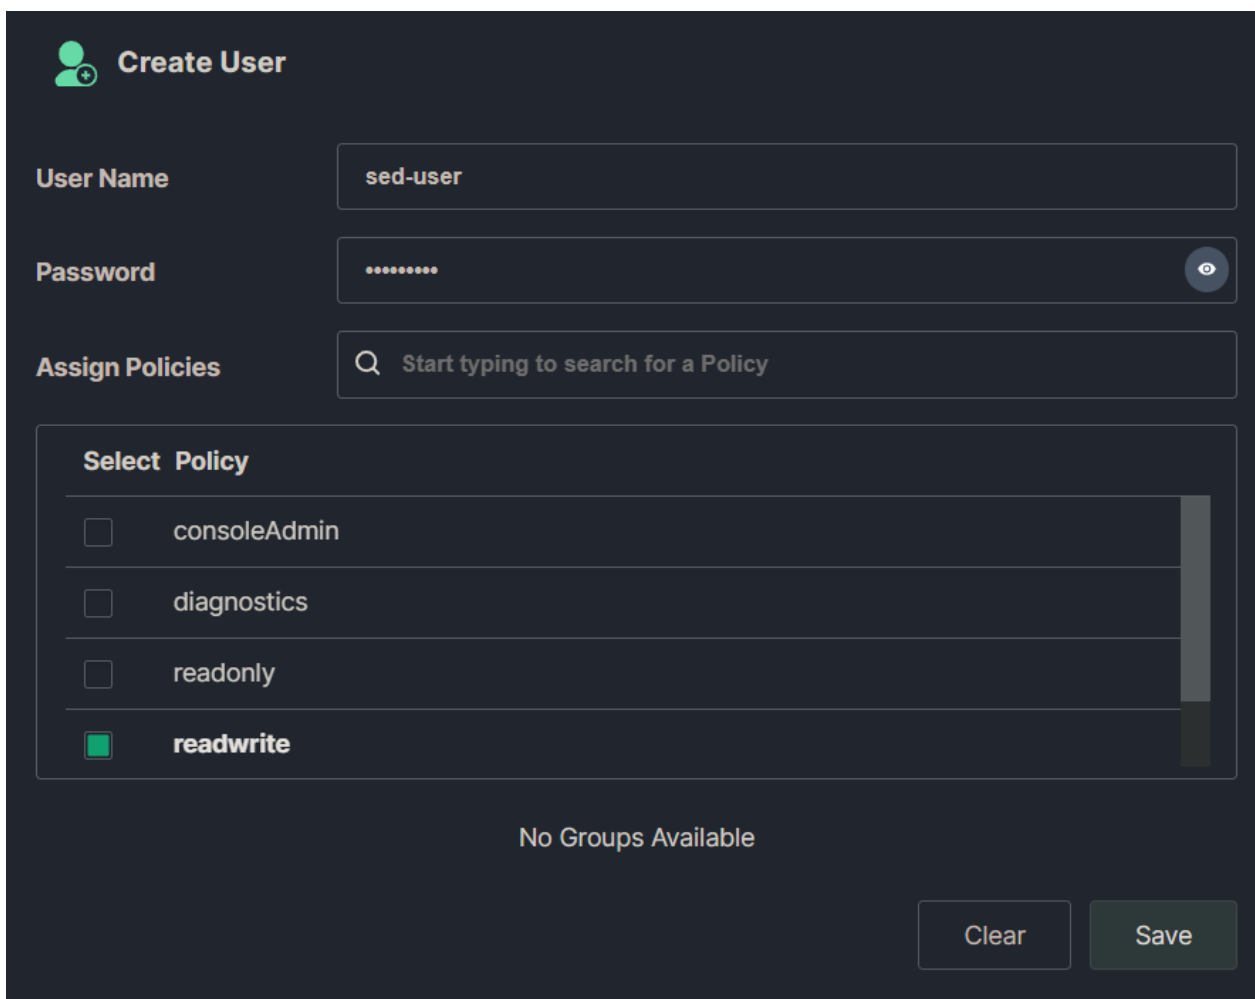 Create User
User Name
sed-user
Password
•••••••••
Assign Policies
Start typing to search for a Policy
Select Policy
consoleAdmin
diagnostics
readonly
readwrite
No Groups Available
Clear
Save